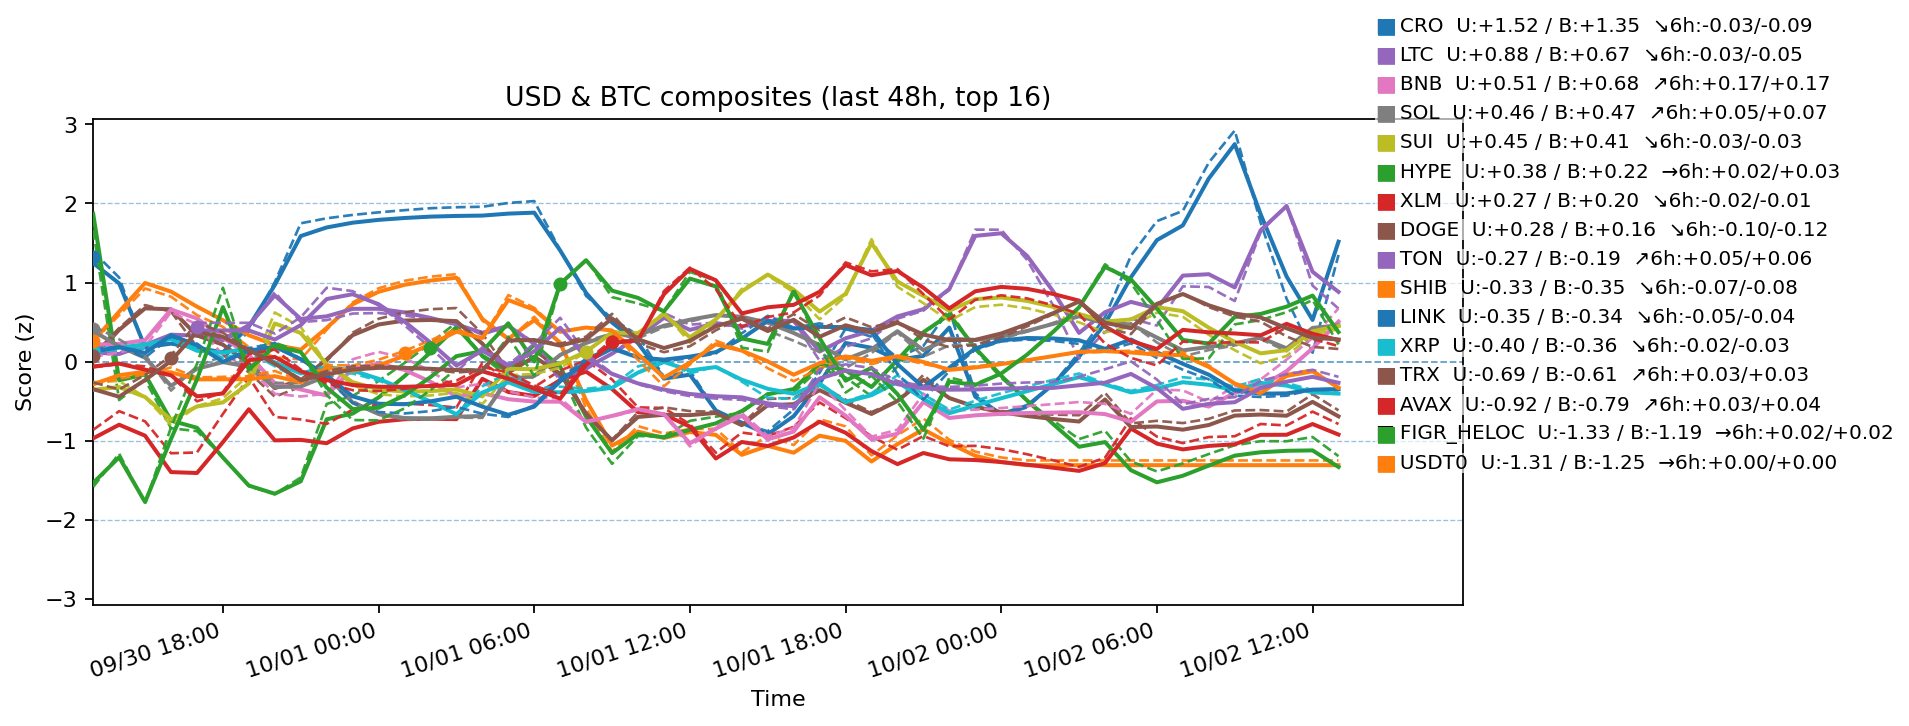 CRO U:+1.52 / B:+1.35 ↘6h:-0.03/-0.09
LTC U:+0.88 / B:+0.67 ↘6h:-0.03/-0.05
BNB U:+0.51 / B:+0.68 ↗6h:+0.17/+0.17
SOL U:+0.46 / B:+0.47 ↗6h:+0.05/+0.07
SUI U:+0.45 / B:+0.41 ↘6h:-0.03/-0.03
HYPE U:+0.38 / B:+0.22 →6h:+0.02/+0.03
XLM U:+0.27 / B:+0.20 ↘6h:-0.02/-0.01
DOGE U:+0.28 / B:+0.16 ↘6h:-0.10/-0.12
TON U:-0.27 / B:-0.19 ↗6h:+0.05/+0.06
SHIB U:-0.33 / B:-0.35 ↘6h:-0.07/-0.08
LINK U:-0.35 / B:-0.34 ↘6h:-0.05/-0.04
XRP U:-0.40 / B:-0.36 ↘6h:-0.02/-0.03
TRX U:-0.69 / B:-0.61 ↗6h:+0.03/+0.03
AVAX U:-0.92 / B:-0.79 ↗6h:+0.03/+0.04
FIGR_HELOC U:-1.33 / B:-1.19 →6h:+0.02/+0.02
USDT0 U:-1.31 / B:-1.25 →6h:+0.00/+0.00
USD & BTC composites (last 48h, top 16)
Score (z)
3
2
1
0
−1
−2
−3
09/30 18:00
10/01 00:00
10/01 06:00
10/01 12:00
10/01 18:00
10/02 00:00
10/02 06:00
10/02 12:00
Time